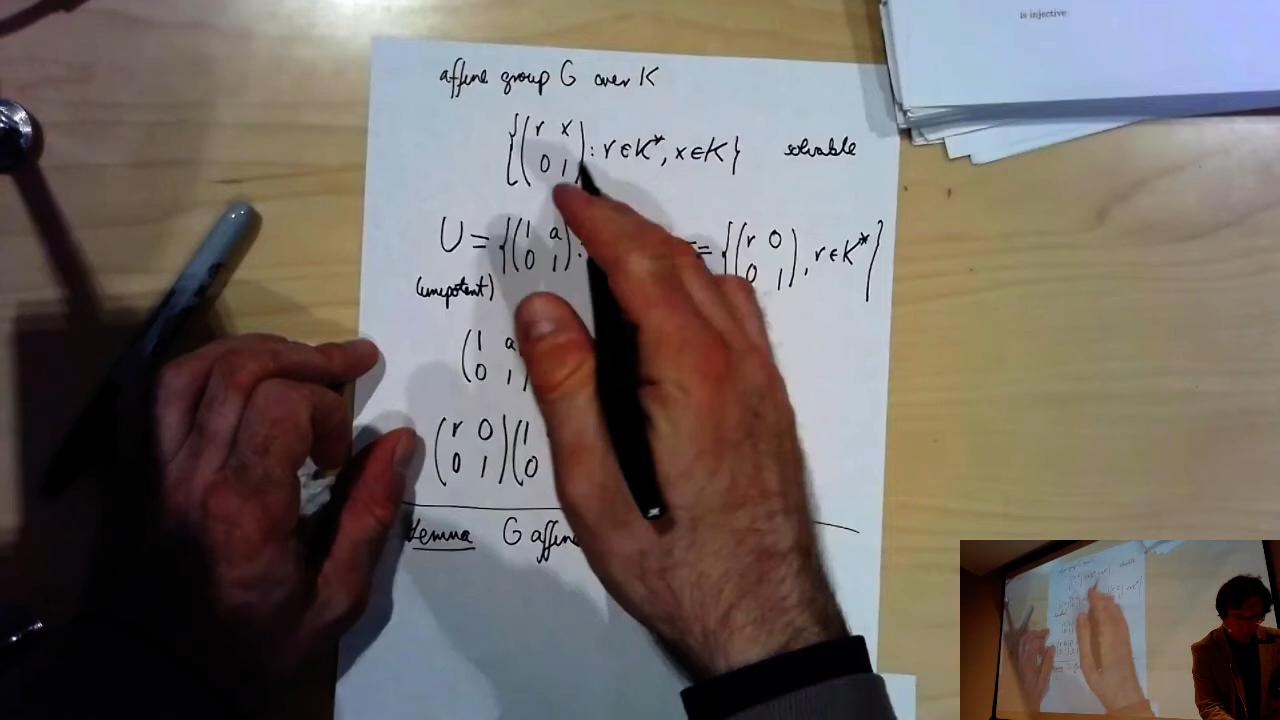 is injective.
affine group G over K
{( r x ) : r ∈ K*, x ∈ K} solvable
0 1
U = {( 1 a ) : = {( r 0 ), r ∈ K*}
0 1 0 1
(unipotent)
( 1 a
0 1 )
( r 0 ) ( 1
0 1 0
Lemma G affine